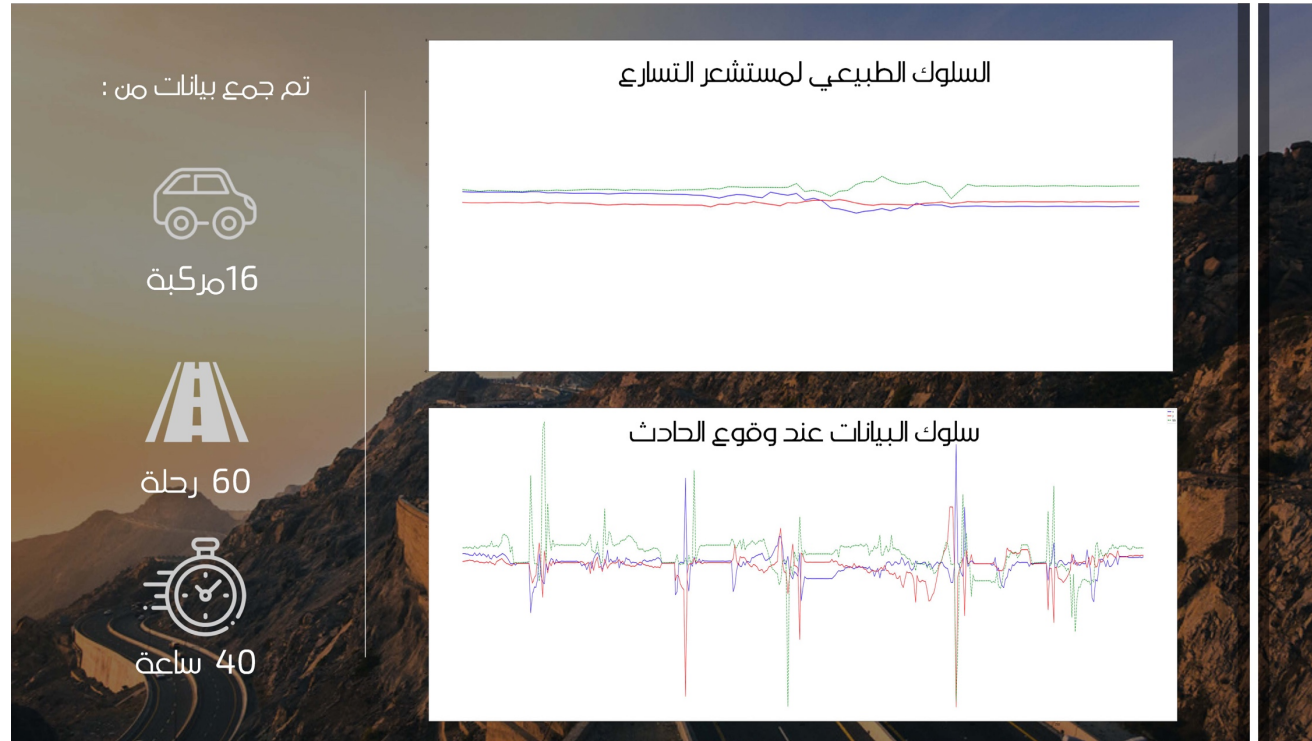 تم جمع بيانات من :
16مركبة
60 رحلة
40 ساعة
السلوك الطبيعي لمستشعر التسارع
سلوك البيانات عند وقوع الحادث